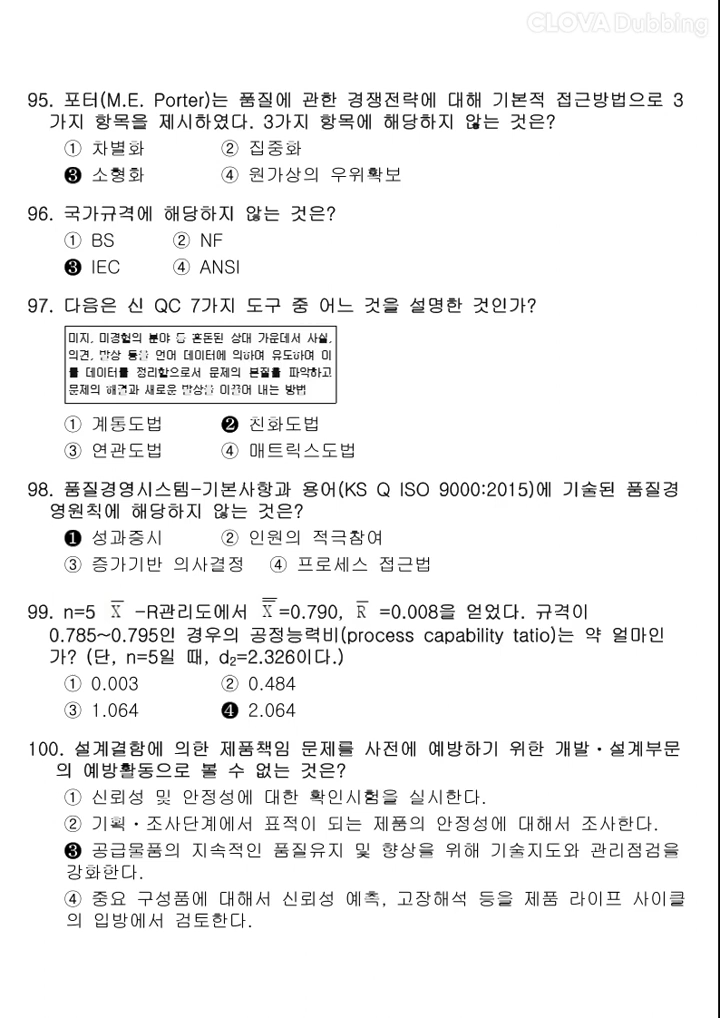 CLOVA Dubbing
95. 포터(M.E. Porter)는 품질에 관한 경쟁전략에 대해 기본적 접근방법으로 3
가지 항목을 제시하였다. 3가지 항목에 해당하지 않는 것은?
① 차별화 ② 집중화
❸ 소형화 ④ 원가상의 우위확보
96. 국가규격에 해당하지 않는 것은?
① BS ② NF
❸ IEC ④ ANSI
97. 다음은 신 QC 7가지 도구 중 어느 것을 설명한 것인가?
미지, 미경험의 분야 등 혼돈된 상태 가운데서 사실,
의견, 발상 등을 언어 데이터에 의하여 유도하여 이
를 데이터를 정리함으로서 문제의 본질을 파악하고
문제의 해결과 새로운 발상을 이끌어 내는 방법
① 계통도법 ❷ 친화도법
③ 연관도법 ④ 매트릭스도법
98. 품질경영시스템-기본사항과 용어(KS Q ISO 9000:2015)에 기술된 품질경
영원칙에 해당하지 않는 것은?
❶ 성과중시 ② 인원의 적극참여
③ 증가기반 의사결정 ④ 프로세스 접근법
99. n=5 X̅ -R관리도에서 X̿ =0.790, R̅ =0.008을 얻었다. 규격이
0.785~0.795인 경우의 공정능력비(process capability tatio)는 약 얼마인
가? (단, n=5일 때, d₂=2.326이다.)
① 0.003 ② 0.484
③ 1.064 ❹ 2.064
100. 설계결함에 의한 제품책임 문제를 사전에 예방하기 위한 개발·설계부문
의 예방활동으로 볼 수 없는 것은?
① 신뢰성 및 안정성에 대한 확인시험을 실시한다.
② 기획·조사단계에서 표적이 되는 제품의 안정성에 대해서 조사한다.
❸ 공급물품의 지속적인 품질유지 및 향상을 위해 기술지도와 관리점검을
강화한다.
④ 중요 구성품에 대해서 신뢰성 예측, 고장해석 등을 제품 라이프 사이클
의 입방에서 검토한다.